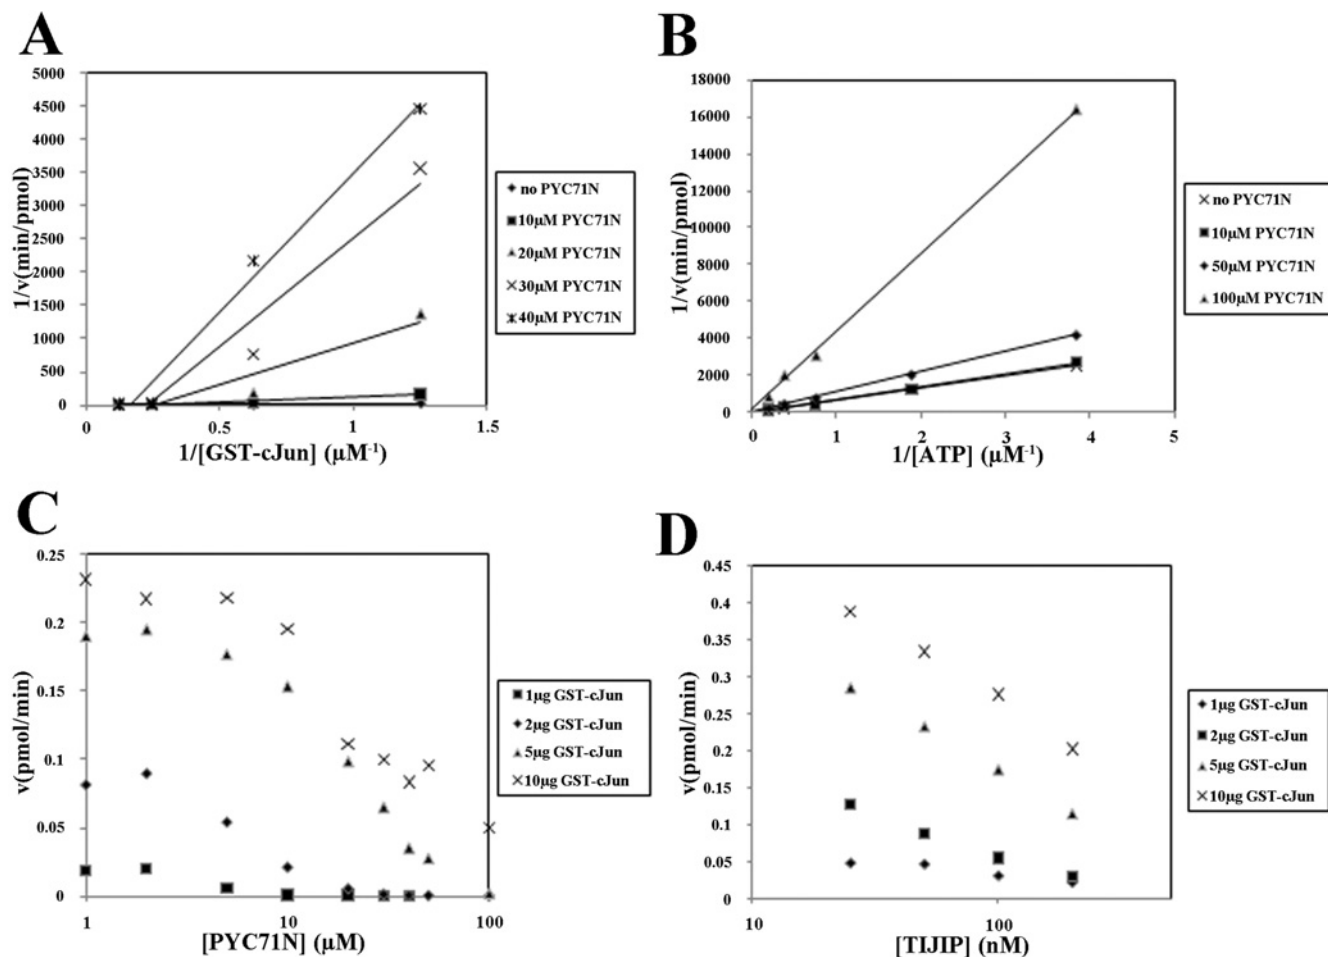 A
5000
4500
4000
3500
3000
2500
2000
1500
1000
500
0
0
0.5
1
1.5
1/v(min/pmol)
1/[GST-cJun] (µM⁻¹)
no PYC71N
10µM PYC71N
20µM PYC71N
30µM PYC71N
40µM PYC71N
B
18000
16000
14000
12000
10000
8000
6000
4000
2000
0
0
1
2
3
4
5
1/v(min/pmol)
1/[ATP] (µM⁻¹)
no PYC71N
10µM PYC71N
50µM PYC71N
100µM PYC71N
C
0.25
0.2
0.15
0.1
0.05
0
1
10
100
v(pmol/min)
[PYC71N] (µM)
1µg GST-cJun
2µg GST-cJun
5µg GST-cJun
10µg GST-cJun
D
0.45
0.4
0.35
0.3
0.25
0.2
0.15
0.1
0.05
0
10
100
v(pmol/min)
[TIJIP] (nM)
1µg GST-cJun
2µg GST-cJun
5µg GST-cJun
10µg GST-cJun